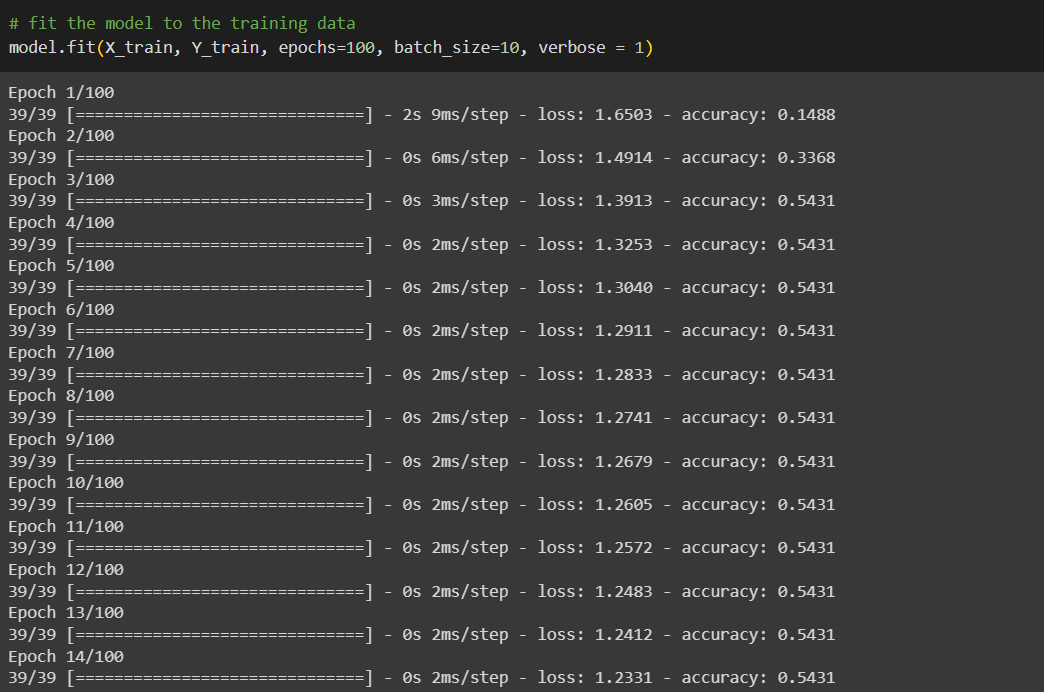 # fit the model to the training data
model.fit(X_train, Y_train, epochs=100, batch_size=10, verbose = 1)
Epoch 1/100
39/39 [==============================] - 2s 9ms/step - loss: 1.6503 - accuracy: 0.1488
Epoch 2/100
39/39 [==============================] - 0s 6ms/step - loss: 1.4914 - accuracy: 0.3368
Epoch 3/100
39/39 [==============================] - 0s 3ms/step - loss: 1.3913 - accuracy: 0.5431
Epoch 4/100
39/39 [==============================] - 0s 2ms/step - loss: 1.3253 - accuracy: 0.5431
Epoch 5/100
39/39 [==============================] - 0s 2ms/step - loss: 1.3040 - accuracy: 0.5431
Epoch 6/100
39/39 [==============================] - 0s 2ms/step - loss: 1.2911 - accuracy: 0.5431
Epoch 7/100
39/39 [==============================] - 0s 2ms/step - loss: 1.2833 - accuracy: 0.5431
Epoch 8/100
39/39 [==============================] - 0s 2ms/step - loss: 1.2741 - accuracy: 0.5431
Epoch 9/100
39/39 [==============================] - 0s 2ms/step - loss: 1.2679 - accuracy: 0.5431
Epoch 10/100
39/39 [==============================] - 0s 2ms/step - loss: 1.2605 - accuracy: 0.5431
Epoch 11/100
39/39 [==============================] - 0s 2ms/step - loss: 1.2572 - accuracy: 0.5431
Epoch 12/100
39/39 [==============================] - 0s 2ms/step - loss: 1.2483 - accuracy: 0.5431
Epoch 13/100
39/39 [==============================] - 0s 2ms/step - loss: 1.2412 - accuracy: 0.5431
Epoch 14/100
39/39 [==============================] - 0s 2ms/step - loss: 1.2331 - accuracy: 0.5431